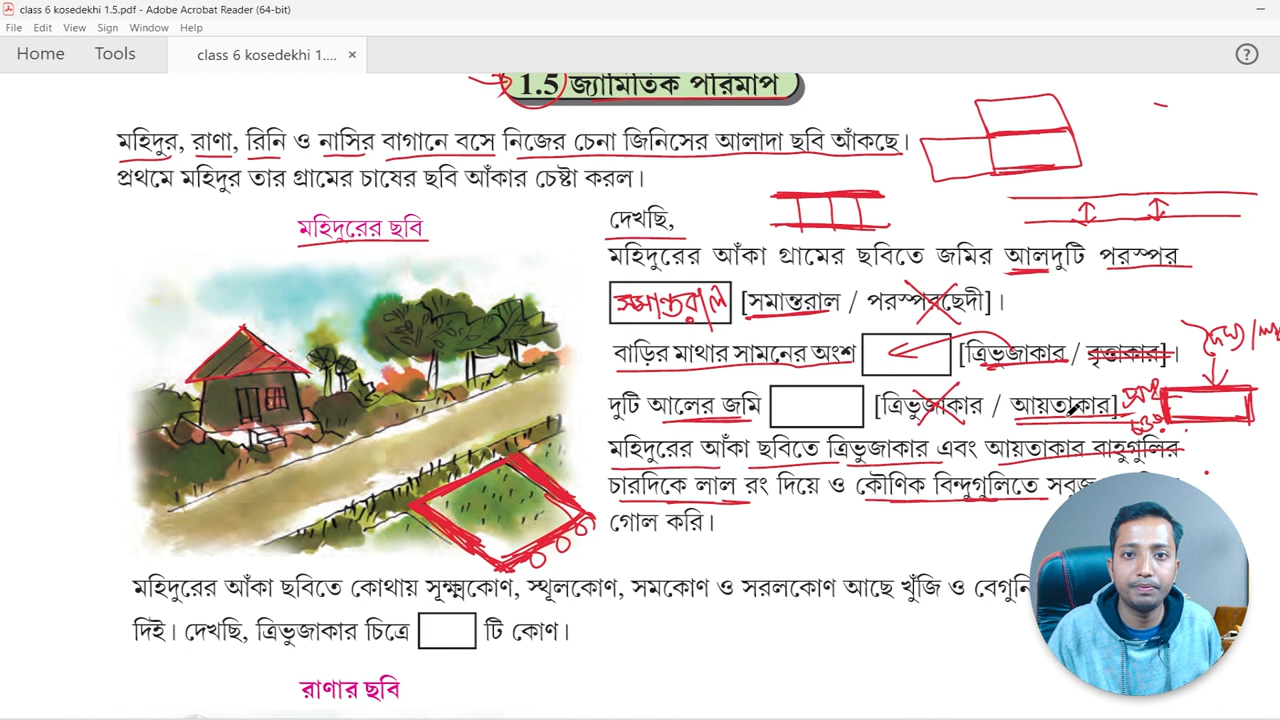 class 6 kosedekhi 1.5.pdf - Adobe Acrobat Reader (64-bit)
File Edit View Sign Window Help
Home Tools class 6 kosedekhi 1.... ×
1.5 জ্যামিতিক পরিমাপ
মহিদুর, রাণা, রিনি ও নাসির বাগানে বসে নিজের চেনা জিনিসের আলাদা ছবি আঁকছে।
প্রথমে মহিদুর তার গ্রামের চাষের ছবি আঁকার চেষ্টা করল।
মহিদুরের ছবি
দেখছি,
মহিদুরের আঁকা গ্রামের ছবিতে জমির আলদুটি পরস্পর
সমান্তরাল [সমান্তরাল / পরস্পরছেদী]।
বাড়ির মাথার সামনের অংশ [ত্রিভুজাকার / বৃত্তাকার]।
দুটি আলের জমি [ত্রিভুজাকার / আয়তাকার]
মহিদুরের আঁকা ছবিতে ত্রিভুজাকার এবং আয়তাকার বাহুগুলির
চারদিকে লাল রং দিয়ে ও কৌণিক বিন্দুগুলিতে
গোল করি।
মহিদুরের আঁকা ছবিতে কোথায় সূক্ষ্মকোণ, স্থূলকোণ, সমকোণ ও সরলকোণ আছে খুঁজি ও
দিই। দেখছি, ত্রিভুজাকার চিত্রে টি কোণ।
রাণার ছবি